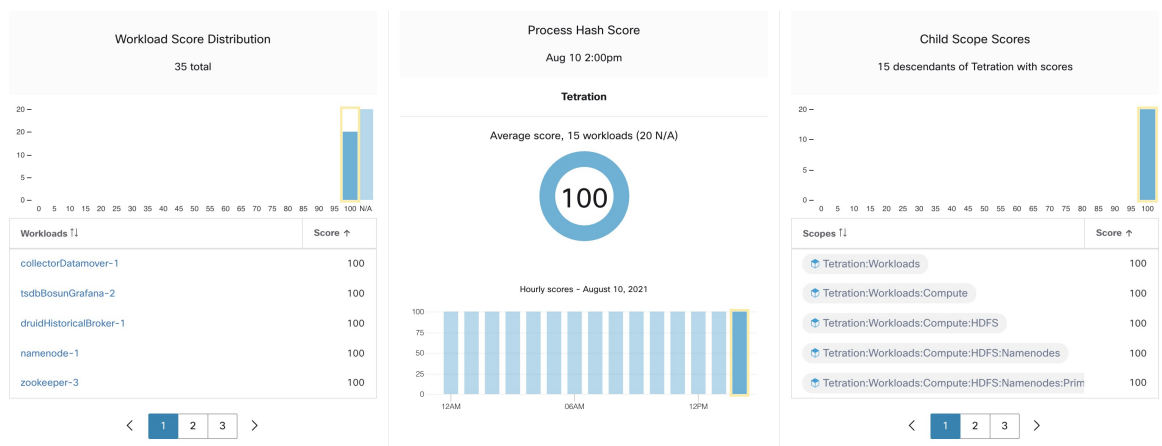 Workload Score Distribution
35 total
20
20
10
5
0
0 5 10 15 20 25 30 35 40 45 50 55 60 65 70 75 80 85 90 95 100 N/A
Workloads ↑↓ Score ↑
collectorDatamover-1 100
tsdbBosunGrafana-2 100
druidHistoricalBroker-1 100
namenode-1 100
zookeeper-3 100
< 1 2 3 >
Process Hash Score
Aug 10 2:00pm
Tetration
Average score, 15 workloads (20 N/A)
100
Hourly scores - August 10, 2021
100
75
50
25
0
12AM 06AM 12PM
Child Scope Scores
15 descendants of Tetration with scores
20
10
5
0
0 5 10 15 20 25 30 35 40 45 50 55 60 65 70 75 80 85 90 95 100
Scopes ↑↓ Score ↑
Tetration:Workloads 100
Tetration:Workloads:Compute 100
Tetration:Workloads:Compute:HDFS 100
Tetration:Workloads:Compute:HDFS:Namenodes 100
Tetration:Workloads:Compute:HDFS:Namenodes:Prim 100
< 1 2 3 >